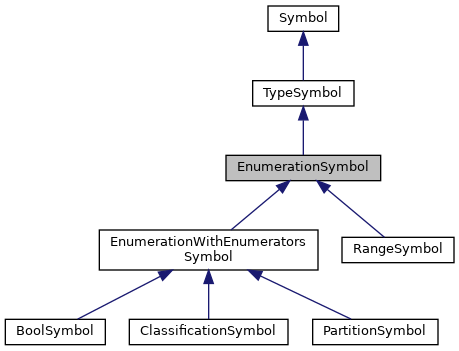 Symbol
TypeSymbol
EnumerationSymbol
EnumerationWithEnumerators
Symbol
RangeSymbol
BoolSymbol
ClassificationSymbol
PartitionSymbol